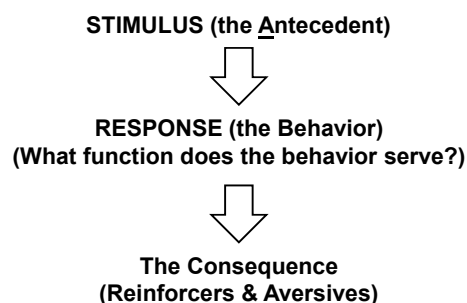 STIMULUS (the Antecedent)
RESPONSE (the Behavior)
(What function does the behavior serve?)
The Consequence
(Reinforcers & Aversives)